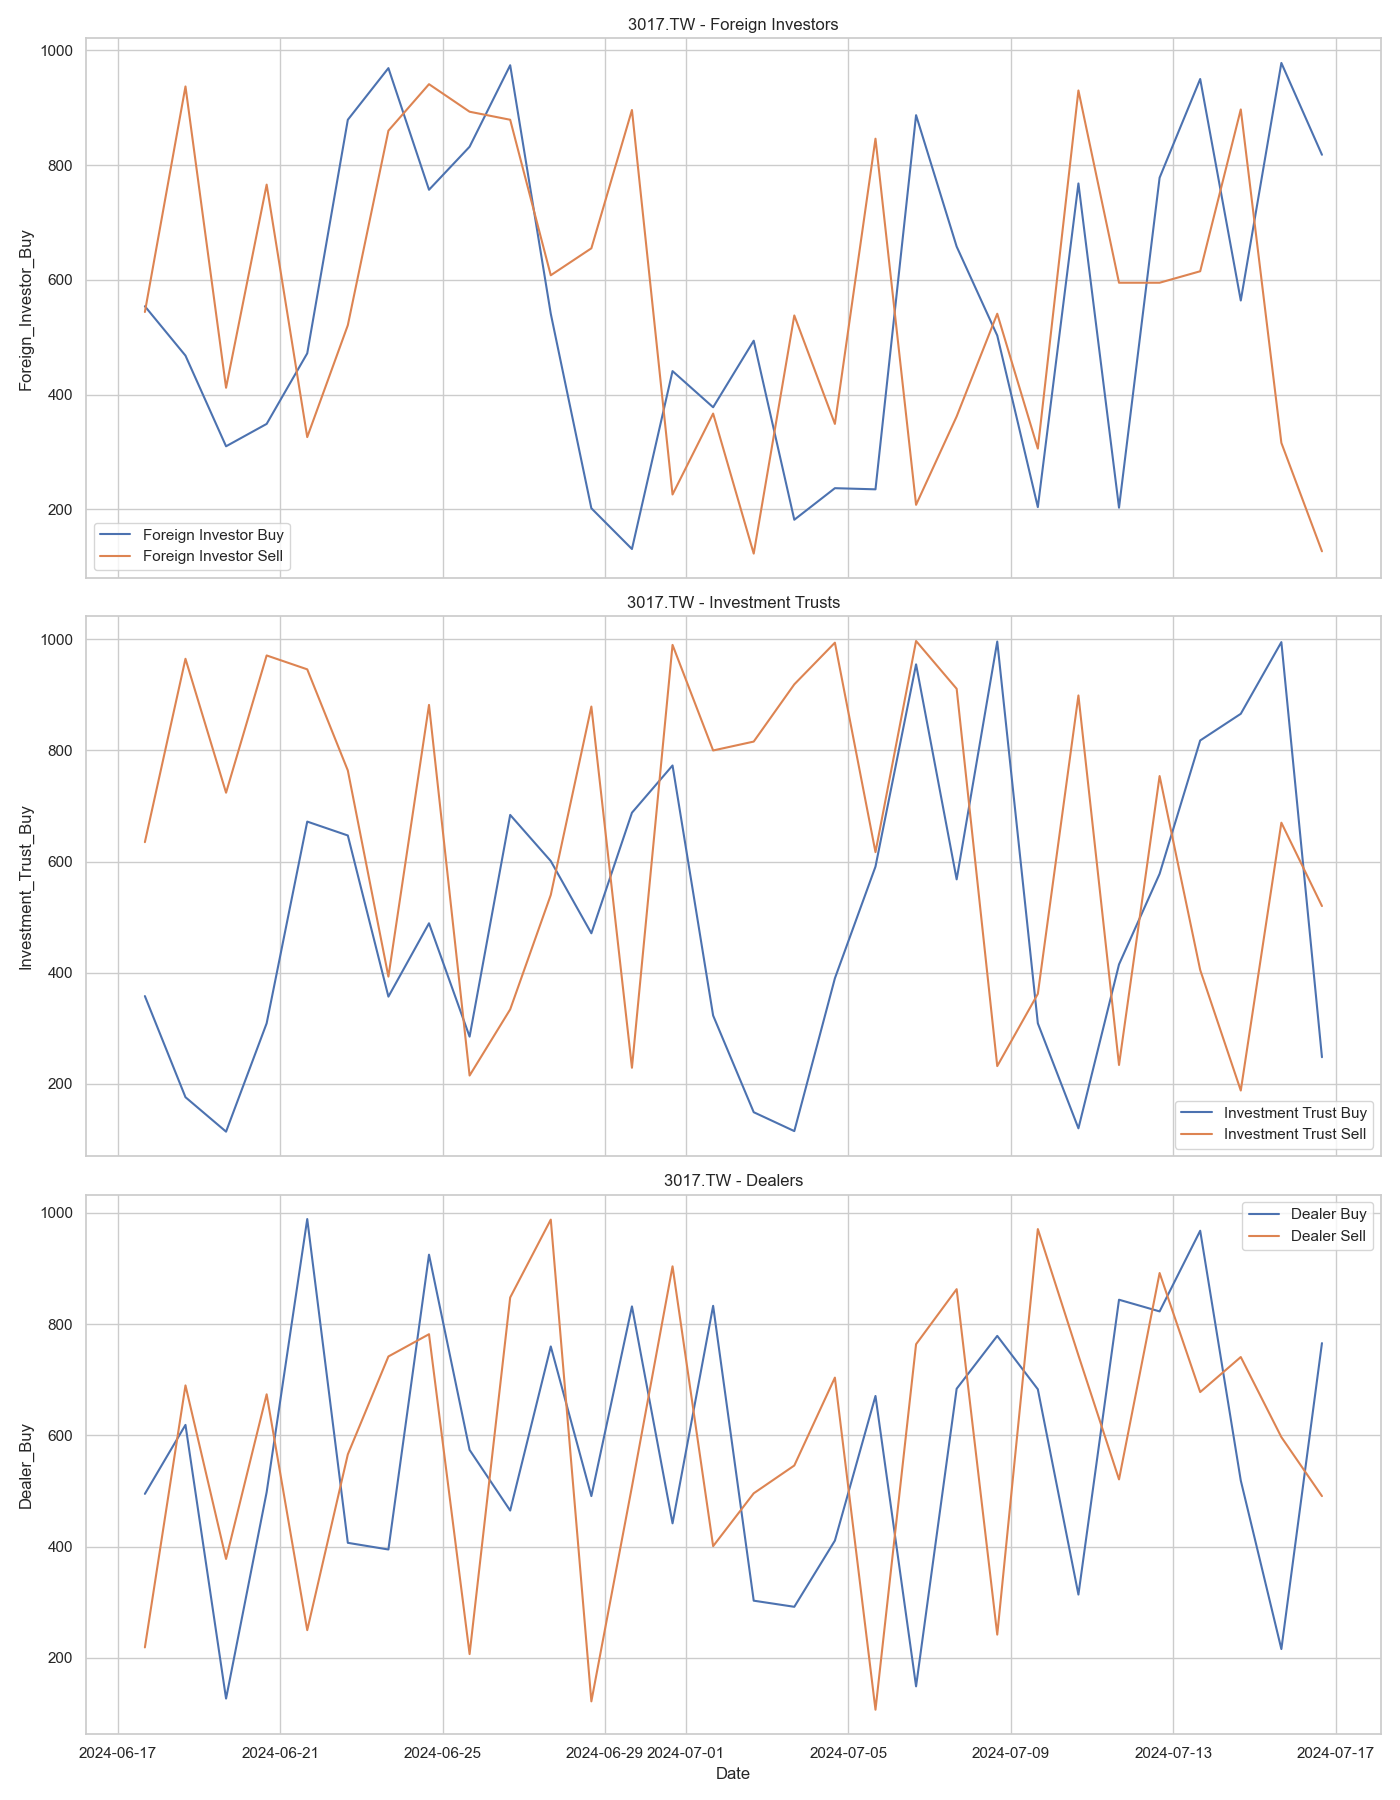 3017.TW - Foreign Investors
1000
800
600
400
200
Foreign_Investor_Buy
Foreign Investor Buy
Foreign Investor Sell
3017.TW - Investment Trusts
1000
800
600
400
200
Investment_Trust_Buy
Investment Trust Buy
Investment Trust Sell
3017.TW - Dealers
1000
800
600
400
200
Dealer_Buy
Dealer Buy
Dealer Sell
2024-06-17 2024-06-21 2024-06-25 2024-06-29 2024-07-01 2024-07-05 2024-07-09 2024-07-13 2024-07-17
Date